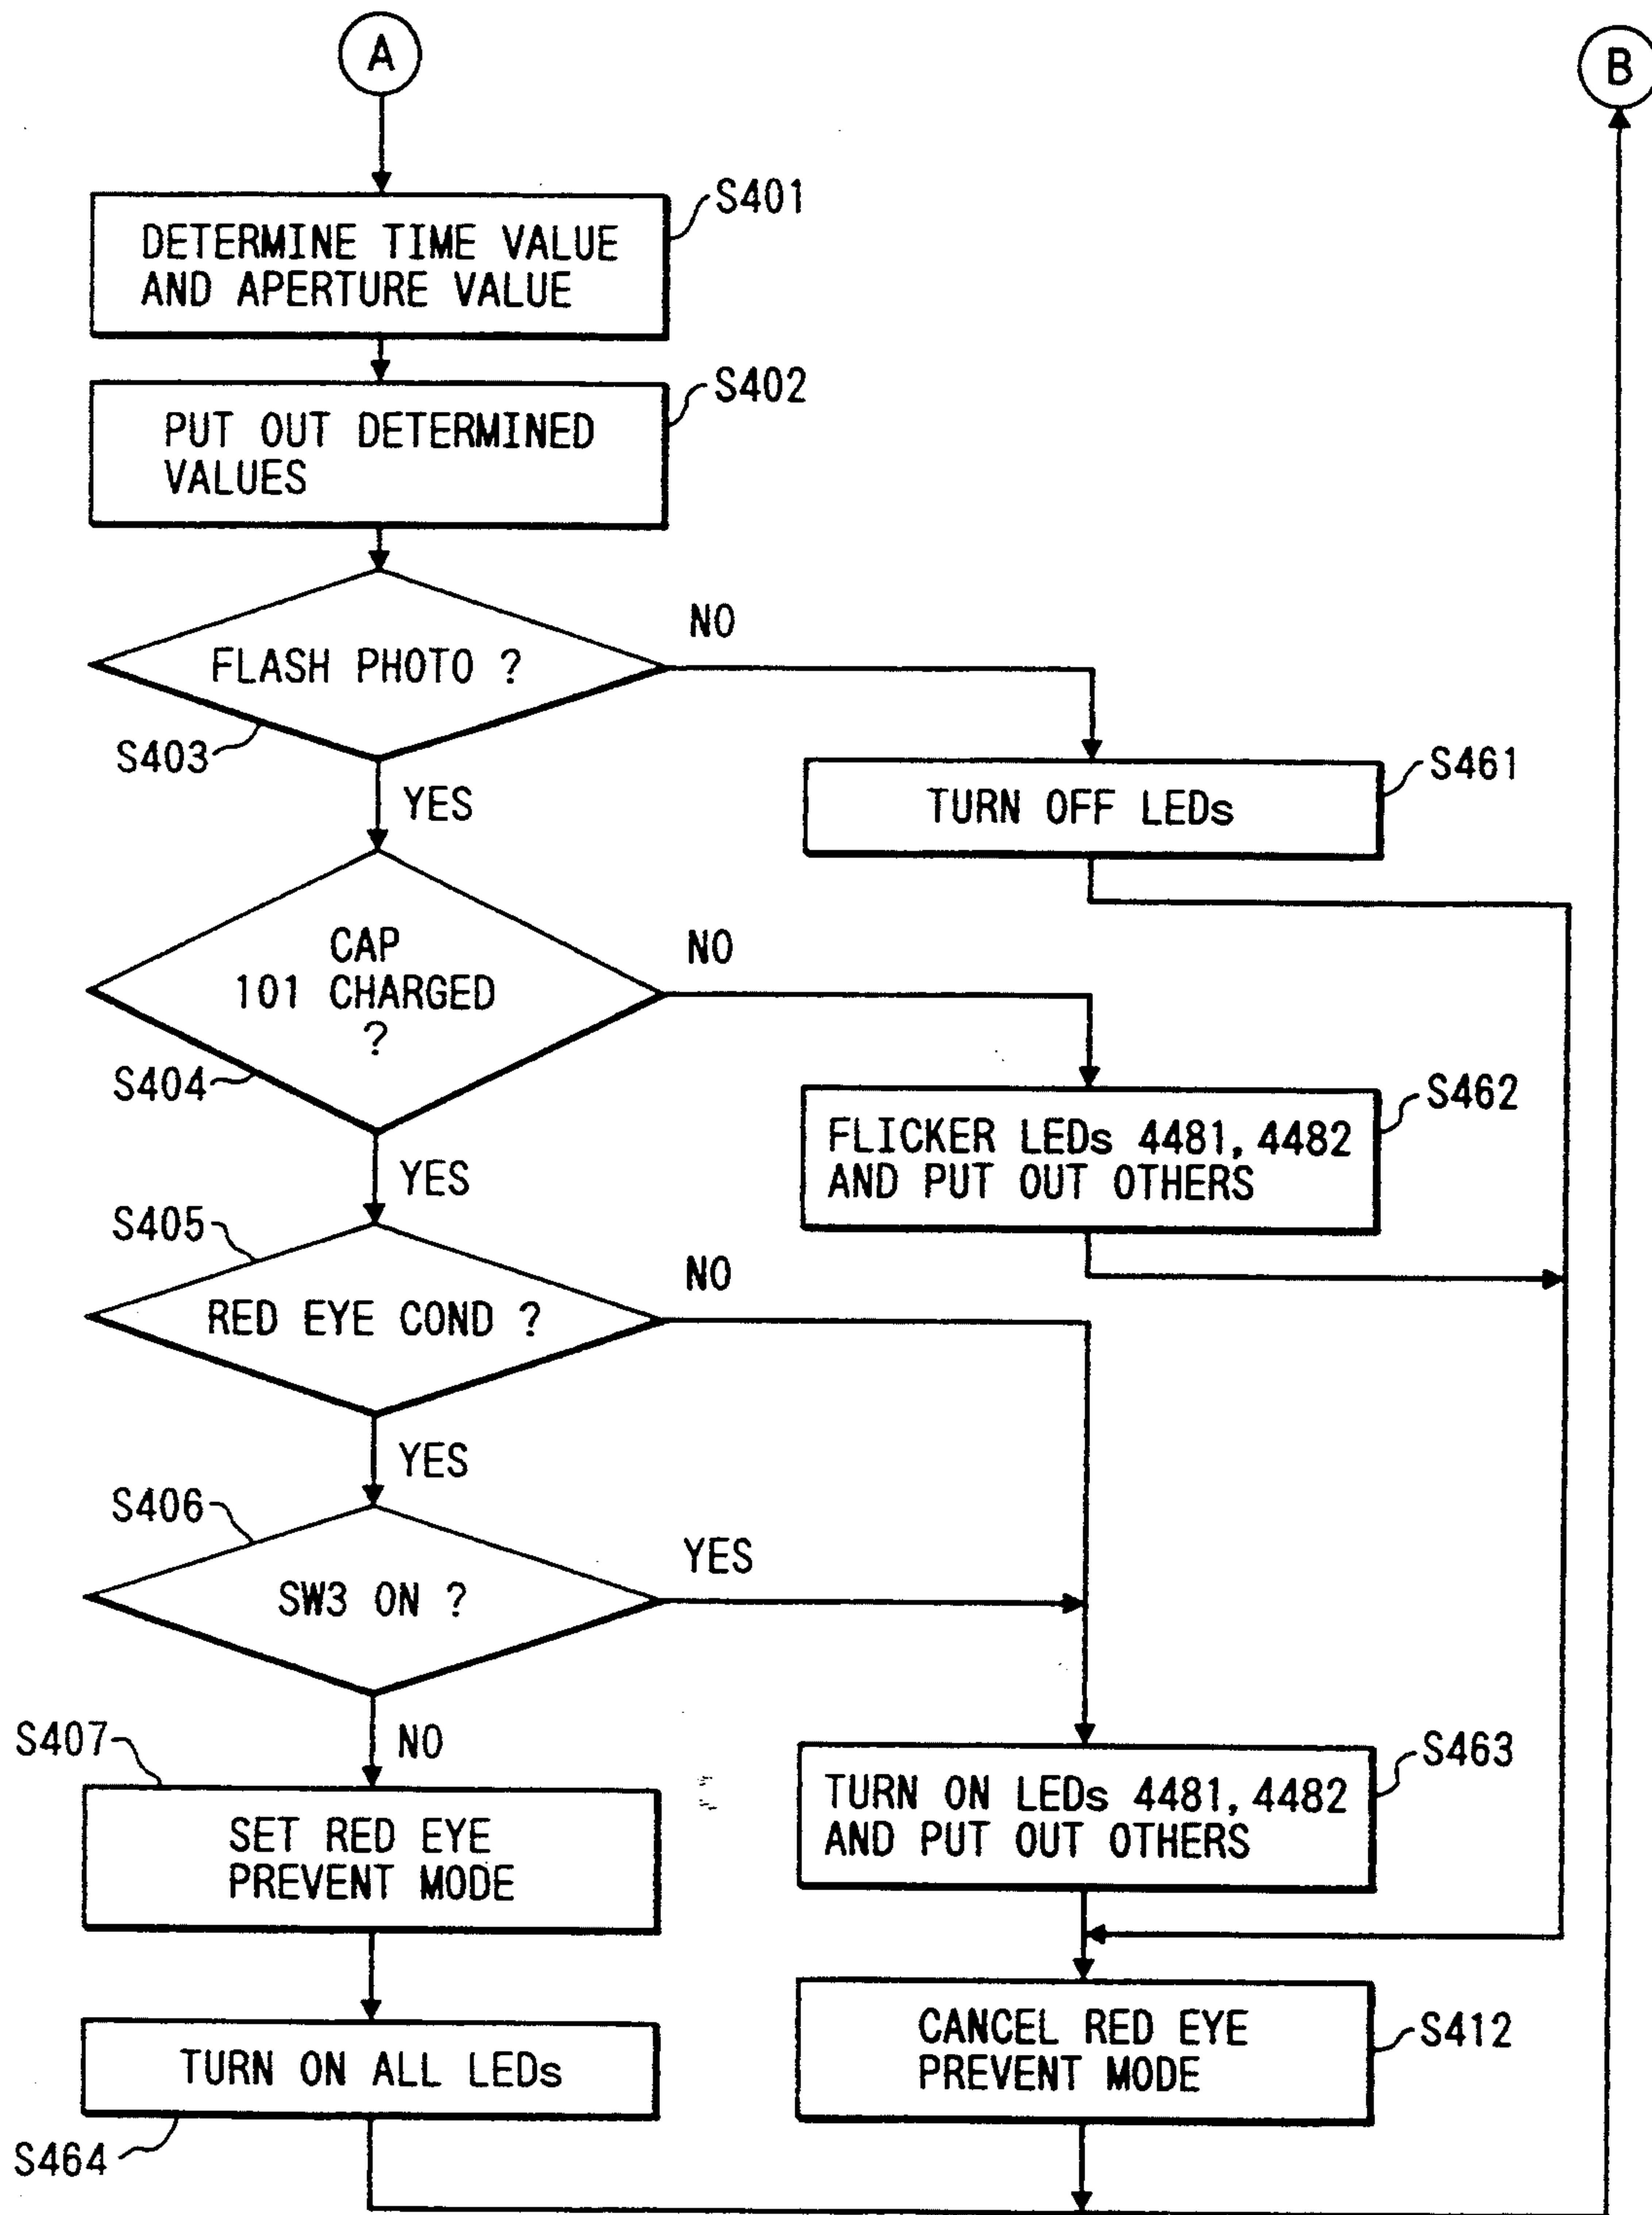 A
B
S401
DETERMINE TIME VALUE
AND APERTURE VALUE
S402
PUT OUT DETERMINED
VALUES
NO
FLASH PHOTO ?
S403
YES
S461
TURN OFF LEDs
CAP
101 CHARGED
?
NO
S404
YES
S462
FLICKER LEDs 4481, 4482
AND PUT OUT OTHERS
S405
NO
RED EYE COND ?
YES
S406
YES
SW3 ON ?
NO
S407
SET RED EYE
PREVENT MODE
S463
TURN ON LEDs 4481, 4482
AND PUT OUT OTHERS
TURN ON ALL LEDs
S464
CANCEL RED EYE
PREVENT MODE
S412